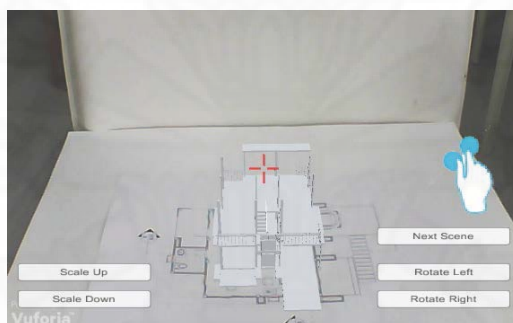 Next Scene
Scale Up
Rotate Left
Scale Down
Rotate Right
Vuforia